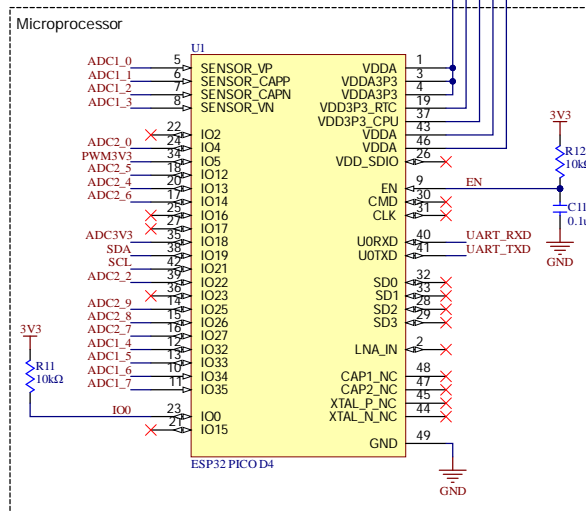 Microprocessor
U1
ADC1_0 5 SENSOR_VP VDDA 1
ADC1_1 6 SENSOR_CAPP VDDA3P3 3
ADC1_2 7 SENSOR_CAPN VDDA3P3 4
ADC1_3 8 SENSOR_VN VDD3P3_RTC 19
VDD3P3_CPU 37
22 IO2 VDDA 43
ADC2_0 24 IO4 VDDA 46
PWM3V3 34 IO5 VDD_SDIO 26
ADC2_5 18 IO12
ADC2_4 20 IO13 EN 9 EN
ADC2_6 17 IO14 CMD 30
25 IO16 CLK 31
27 IO17
ADC3V3 35 IO18 U0RXD 40 UART_RXD
SDA 38 IO19 U0TXD 41 UART_TXD
SCL 42 IO21
ADC2_2 39 IO22 SD0 32
36 IO23 SD1 33
ADC2_9 14 IO25 SD2 28
ADC2_8 15 IO26 SD3 29
ADC2_7 16 IO27
ADC1_4 12 IO32 LNA_IN 2
ADC1_5 13 IO33
ADC1_6 10 IO34 CAP1_NC 48
ADC1_7 11 IO35 CAP2_NC 47
XTAL_P_NC 45
IO0 23 IO0 XTAL_N_NC 44
21 IO15
GND 49
ESP32 PICO D4
GND
3V3
R11
10kΩ
3V3
R12
10kΩ
C11
0.1u
GND